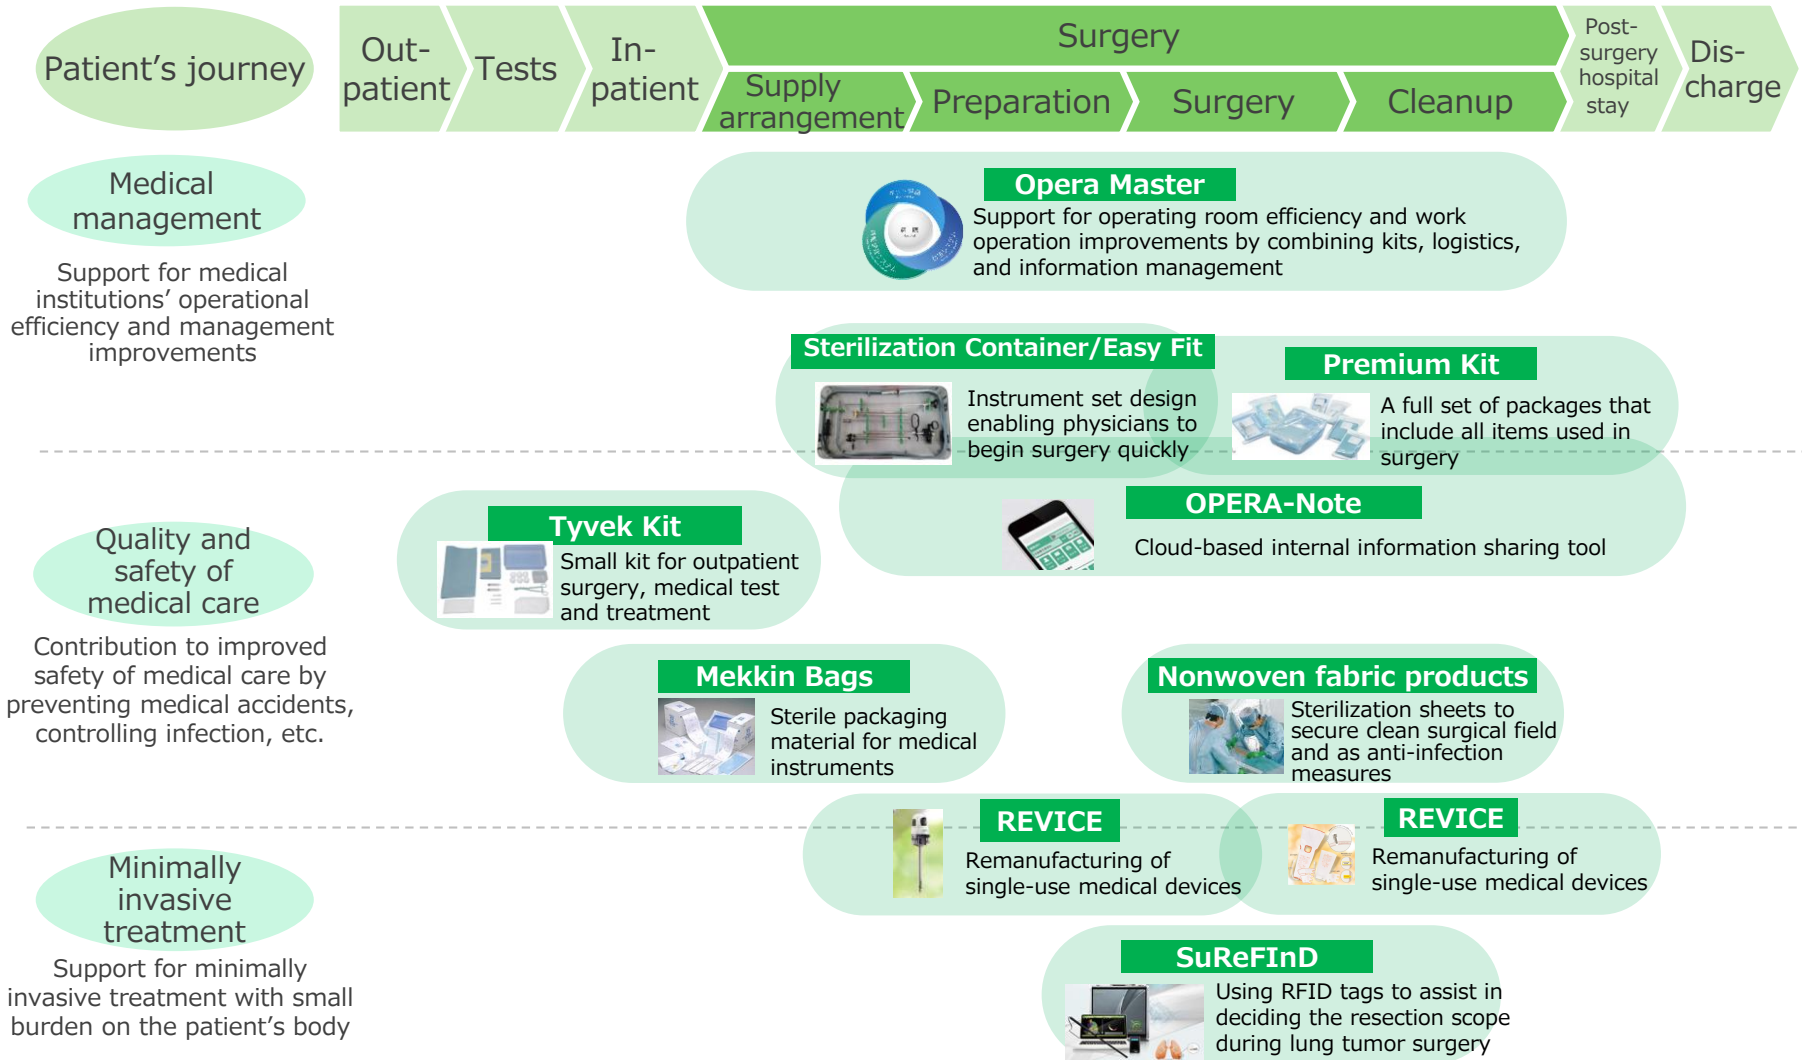 Patient's journey
Out-
patient
Tests
In-
patient
Surgery
Supply
arrangement
Preparation
Surgery
Cleanup
Post-
surgery
hospital
stay
Dis-
charge
Medical
management
Support for medical
institutions' operational
efficiency and management
improvements
Opera Master
Support for operating room efficiency and work
operation improvements by combining kits, logistics,
and information management
Sterilization Container/Easy Fit
Instrument set design
enabling physicians to
begin surgery quickly
Premium Kit
A full set of packages that
include all items used in
surgery
Quality and
safety of
medical care
Contribution to improved
safety of medical care by
preventing medical accidents,
controlling infection, etc.
Tyvek Kit
Small kit for outpatient
surgery, medical test
and treatment
OPERA-Note
Cloud-based internal information sharing tool
Mekkin Bags
Sterile packaging
material for medical
instruments
Nonwoven fabric products
Sterilization sheets to
secure clean surgical field
and as anti-infection
measures
Minimally
invasive
treatment
Support for minimally
invasive treatment with small
burden on the patient's body
REVICE
Remanufacturing of
single-use medical devices
REVICE
Remanufacturing of
single-use medical devices
SuReFInD
Using RFID tags to assist in
deciding the resection scope
during lung tumor surgery